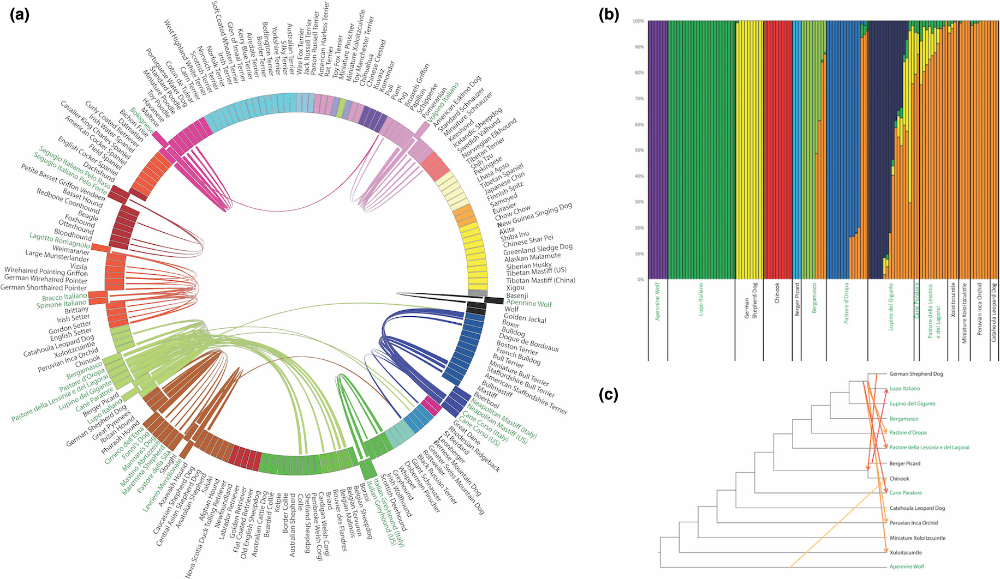 (a)
Soft Coated Wheaten Terrier
West Highland White Terrier
Glen of Imaal Terrier
Kerry Blue Terrier
Airedale Terrier
Border Terrier
Bedlington Terrier
Yorkshire Terrier
Silky Terrier
Australian Terrier
Wire Fox Terrier
Jack Russell Terrier
Parson Russell Terrier
American Hairless Terrier
Rat Terrier
Toy Fox Terrier
Miniature Pinscher
Miniature Xoloitzcuintle
Toy Manchester Terrier
Chihuahua
Chinese Crested
Kuvasz
Komondor
Puli
Pumi
Pug
Brussels Griffon
Papillon
Schipperke
Pomeranian
Volpino Italiano
American Eskimo Dog
Standard Schnauzer
Miniature Schnauzer
Keeshond
Icelandic Sheepdog
Swedish Valhund
Norwegian Elkhound
Tibetan Terrier
Shih Tzu
Pekingese
Lhasa Apso
Tibetan Spaniel
Japanese Chin
Finnish Spitz
Samoyed
Eurasier
Chow Chow
New Guinea Singing Dog
Akita
Shiba Inu
Chinese Shar Pei
Greenland Sledge Dog
Alaskan Malamute
Siberian Husky
Tibetan Mastiff (US)
Tibetan Mastiff (China)
Xigou
Basenji
Apennine Wolf
Wolf
Golden Jackal
Boxer
Bulldog
Dogue de Bordeaux
Boston Terrier
French Bulldog
Bull Terrier
Miniature Bull Terrier
Staffordshire Bull Terrier
American Staffordshire Terrier
Bullmastiff
Mastiff
Boerboel
Neapolitan Mastiff (Italy)
Neapolitan Mastiff (US)
Cane Corso (Italy)
Cane Corso (US)
Great Dane
Rhodesian Ridgeback
St Berdard
Leonberger
Bernese Mountain Dog
Greater Swiss Mountain Dog
Rottweiler
Black Russian Terrier
Giant Schnauzer
Doberman Pinscher
Whippet
Greyhound
Irish Wolfhound
Scottish Deerhound
Italian Greyhound (Italy)
Italian Greyhound (US)
Borzoi
Belgian Sheepdog
Belgian Tervuren
Belgian Malinois
Bouvier des Flandres
Briard
Cardigan Welsh Corgi
Pembroke Welsh Corgi
Shetland Sheepdog
Collie
Australian Shepherd
Border Collie
Kelpie
Bearded Collie
Australian Cattle Dog
Old English Sheepdog
Flat Coated Retriever
Golden Retriever
Labrador Retriever
Newfoundland
Nova Scotia Duck Tolling Retriever
Afghan Hound
Saluki
Anatolian Shepherd
Central Asian Shepherd Dog
Caucasian Shepherd Dog
Azawakh Hound
Levriero Meridionale
Sloughi
Pastore della Sila
Maremma Shepherd
Mastino Abruzzese
Mannara's Dog
Fonni's Dog
Cirneco dell'Etna
Pharaoh Hound
Ibizan Hound
Great Pyrenees
German Shepherd Dog
Lupo Italiano
Berger Picard
Cane Paratore
Lupino del Gigante
Pastore della Lessinia e del Lagorai
Pastore d'Oropa
Bergamasco
Chinook
Peruvian Inca Orchid
Xoloitzcuintle
Catahoula Leopard Dog
English Setter
Gordon Setter
Irish Setter
Brittany
Spinone Italiano
Bracco Italiano
German Shorthaired Pointer
German Wirehaired Pointer
Wirehaired Pointing Griffon
Vizsla
Large Munsterlander
Weimaraner
Lagotto Romagnolo
Bloodhound
Otterhound
Foxhound
Beagle
Redbone Coonhound
Basset Hound
Petite Basset Griffon Vendeen
Segugio Italiano Pelo Forte
Segugio Italiano Pelo Raso
Dachshund
English Cocker Spaniel
Field Spaniel
American Cocker Spaniel
Cavalier King Charles Spaniel
Irish Water Spaniel
Curly Coated Retriever
Dalmatian
Bichon Frise
Bolognese
Maltese
Havanese
Toy Poodle
Miniature Poodle
Standard Poodle
Portuguese Water Dog
Coton de Tulear
Cairn Terrier
Scottish Terrier
Norwich Terrier
Norfolk Terrier
Irish Terrier
(b)
100%
90%
80%
70%
60%
50%
40%
30%
20%
10%
0%
Apennine Wolf
Lupo Italiano
German
Shepherd Dog
Chinook
Berger Picard
Bergamasco
Pastore d'Oropa
Lupino del Gigante
Cane Paratore
Pastore della Lessinia
e del Lagorai
Xoloitzcuintle
Miniature Xoloitzcuintle
Peruvian Inca Orchid
Catahoula Leopard Dog
(c)
German Shepherd Dog
Lupo Italiano
Lupino dell Gigante
Bergamasco
Pastore d'Oropa
Pastore della Lessinia e del Lagorai
Berger Picard
Chinook
Cane Paratore
Catahoula Leopard Dog
Peruvian Inca Orchid
Miniature Xoloitzcuintle
Xoloitzcuintle
Apennine Wolf